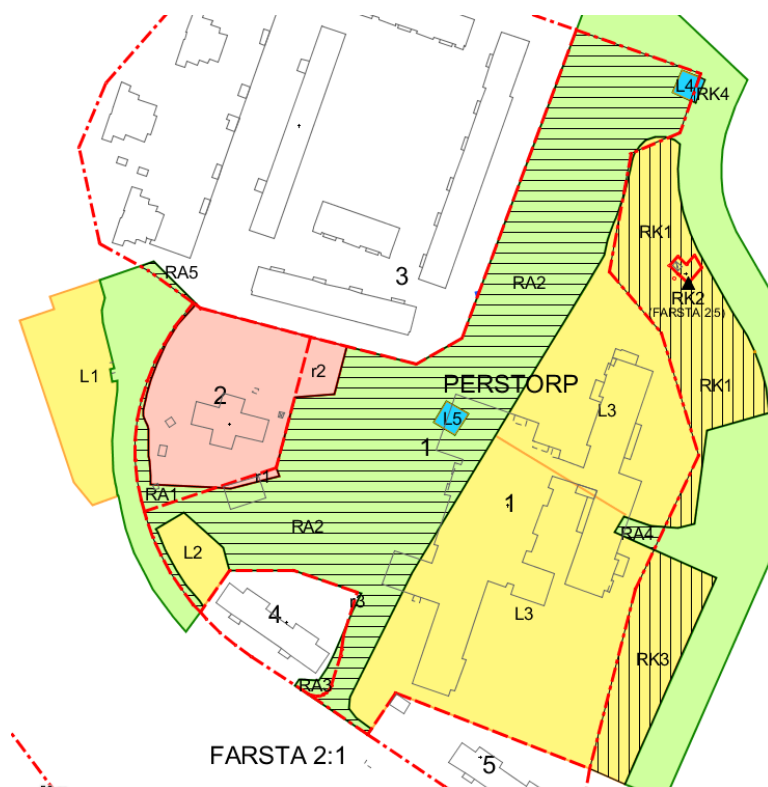 L4
RK4
RK1
RA5
3
RA2
RK2
(FARSTA 2:5)
L1
r2
RK1
2
PERSTORP
L3
L5
1
r1
RA1
1
RA2
RA4
L2
r3
4
L3
RK3
RA3
FARSTA 2:1
5